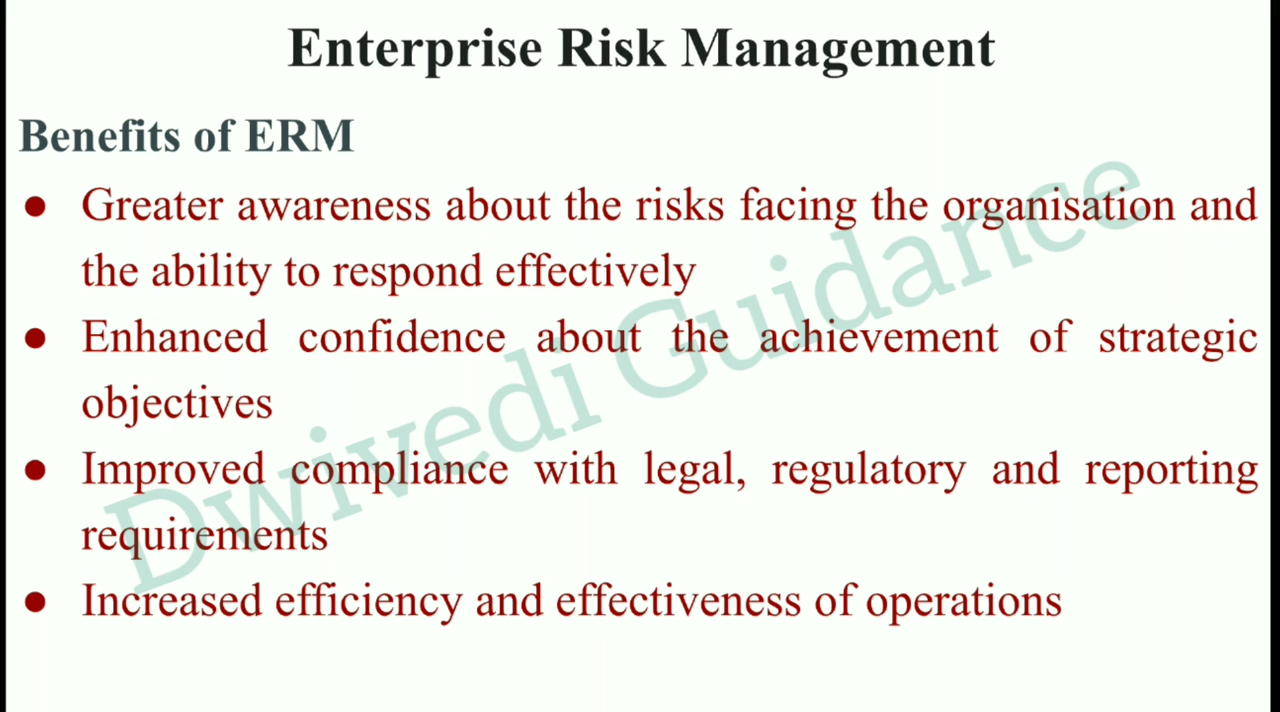 Enterprise Risk Management
Benefits of ERM
● Greater awareness about the risks facing the organisation and
the ability to respond effectively
● Enhanced confidence about the achievement of strategic
objectives
● Improved compliance with legal, regulatory and reporting
requirements
● Increased efficiency and effectiveness of operations
Dwivedi Guidance